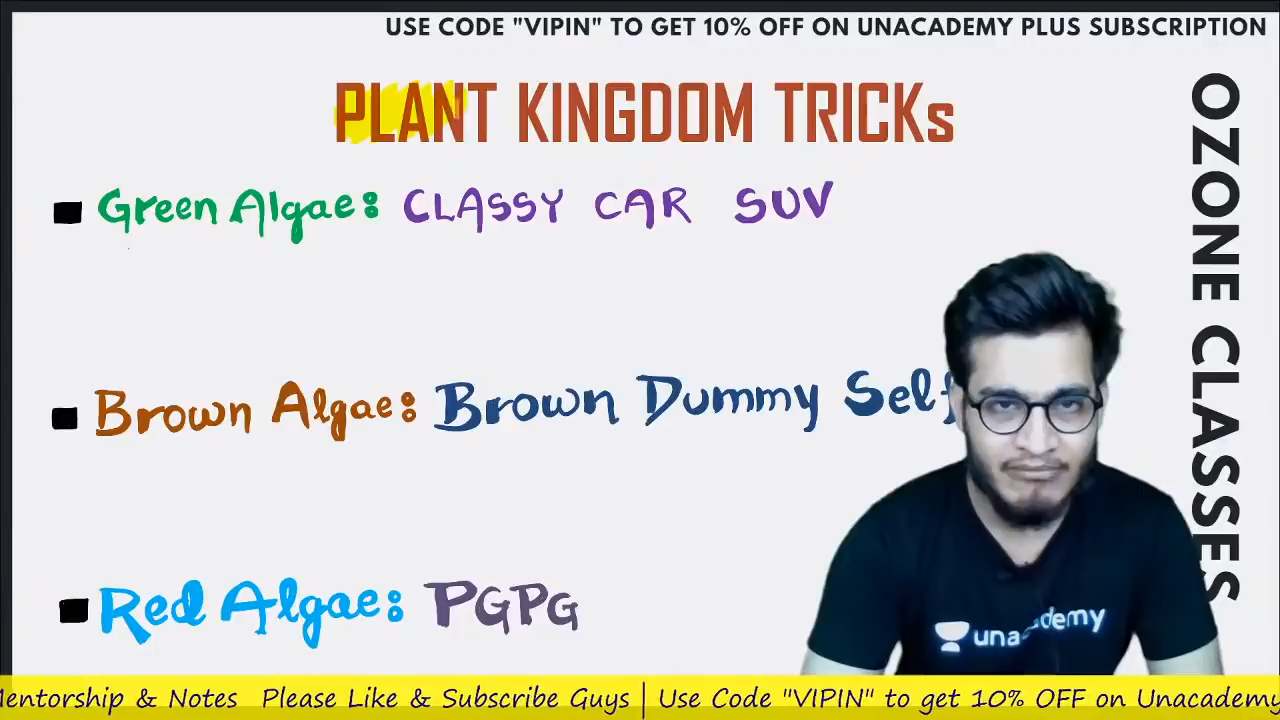 USE CODE "VIPIN" TO GET 10% OFF ON UNACADEMY PLUS SUBSCRIPTION
PLANT KINGDOM TRICKs
Green Algae: CLASSY CAR SUV
Brown Algae: Brown Dummy Self
Red Algae: PGPG
OZONE CLASSES
unacademy
Mentorship & Notes Please Like & Subscribe Guys | Use Code "VIPIN" to get 10% OFF on Unacademy